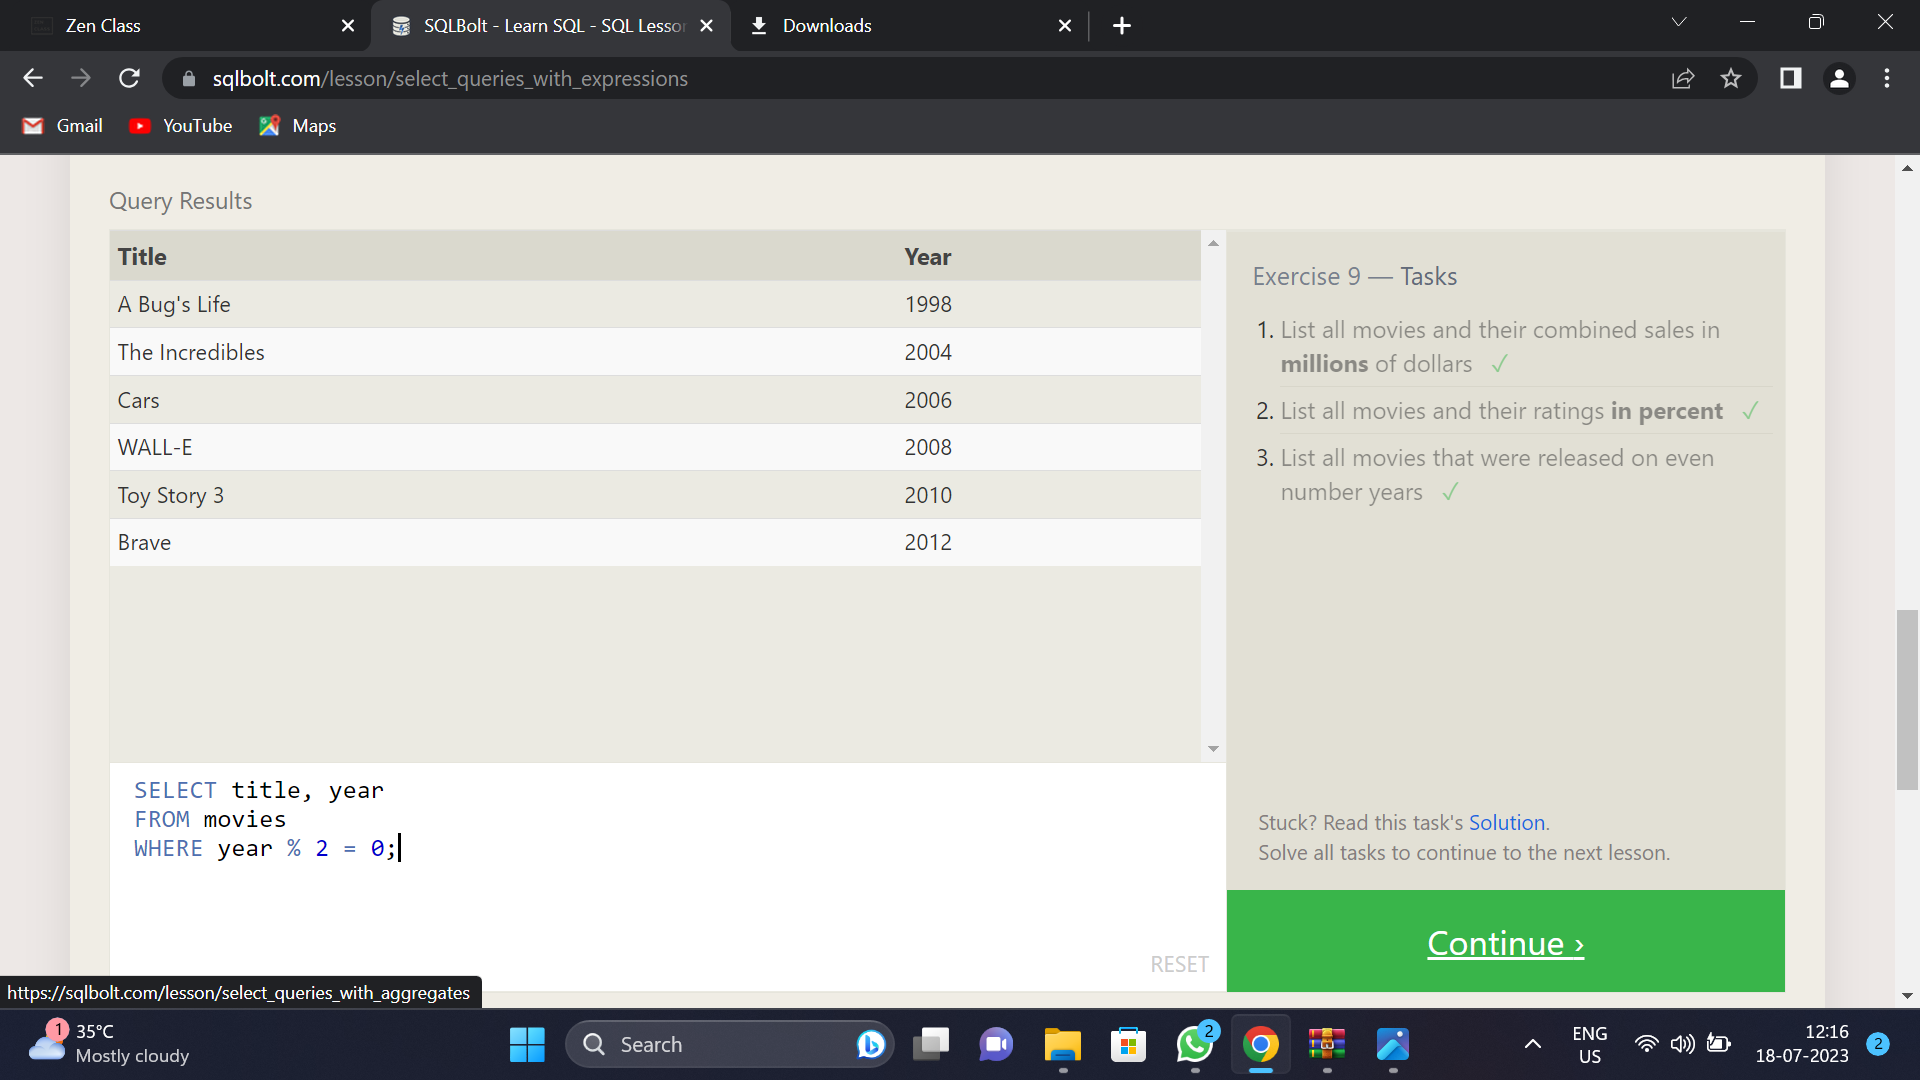 Zen Class
SQLBolt - Learn SQL - SQL Lesson
Downloads
sqlbolt.com/lesson/select_queries_with_expressions
Gmail
YouTube
Maps
Query Results
Title Year
A Bug's Life 1998
The Incredibles 2004
Cars 2006
WALL-E 2008
Toy Story 3 2010
Brave 2012
SELECT title, year
FROM movies
WHERE year % 2 = 0;
RESET
Exercise 9 — Tasks
1. List all movies and their combined sales in
millions of dollars ✓
2. List all movies and their ratings in percent ✓
3. List all movies that were released on even
number years ✓
Stuck? Read this task's Solution.
Solve all tasks to continue to the next lesson.
Continue ›
https://sqlbolt.com/lesson/select_queries_with_aggregates
1
35°C
Mostly cloudy
Search
2
ENG
US
12:16
18-07-2023
2